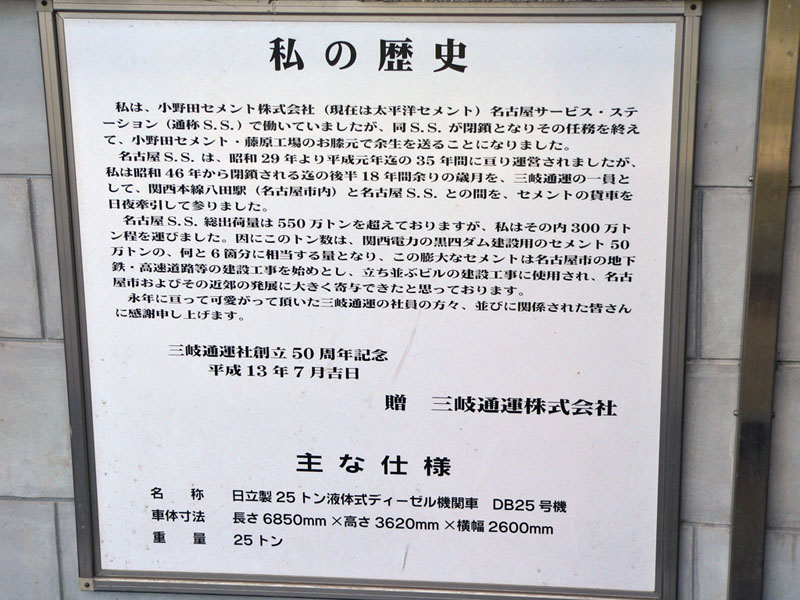 私の歴史
私は、小野田セメント株式会社（現在は太平洋セメント）名古屋サービス・ステ
ーション（通称S.S.）で働いていましたが、同S.S.が閉鎖となりその任務を終え
て、小野田セメント・藤原工場のお膝元で余生を送ることになりました。
名古屋S.S.は、昭和29年より平成元年迄の35年間に亘り運営されましたが、
私は昭和46年から閉鎖される迄の後半18年間余りの歳月を、三岐通運の一員と
して、関西本線八田駅（名古屋市内）と名古屋S.S.との間を、セメントの貨車を
日夜牽引して参りました。
名古屋S.S.総出荷量は550万トンを超えておりますが、私はその内300万ト
ン程を運びました。因にこのトン数は、関西電力の黒四ダム建設用のセメント50
万トンの、何と6箇分に相当する量となり、この膨大なセメントは名古屋市の地下
鉄・高速道路等の建設工事を始めとし、立ち並ぶビルの建設工事に使用され、名古
屋市およびその近郊の発展に大きく寄与できたと思っております。
永年に亘って可愛がって頂いた三岐通運の社員の方々、並びに関係された皆さん
に感謝申し上げます。
三岐通運社創立50周年記念
平成13年7月吉日
贈　三岐通運株式会社
主な仕様
名　称　日立製25トン液体式ディーゼル機関車　DB25号機
車体寸法　長さ6850mm×高さ3620mm×横幅2600mm
重　量　25トン